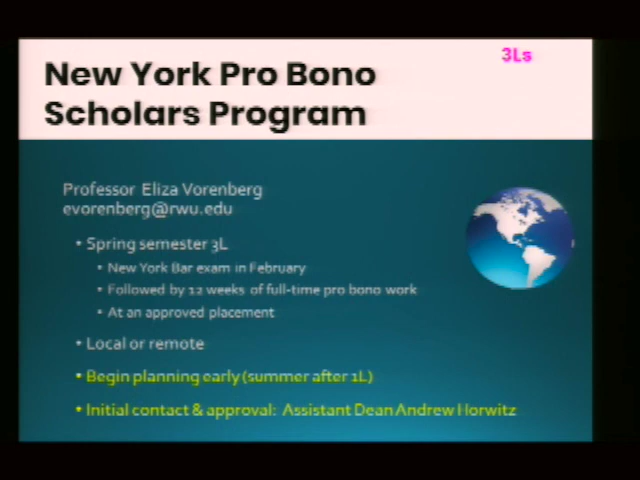 3Ls
New York Pro Bono
Scholars Program
Professor Eliza Vorenberg
evorenberg@rwu.edu
• Spring semester 3L
• New York Bar exam in February
• Followed by 12 weeks of full-time pro bono work
• At an approved placement
• Local or remote
• Begin planning early (summer after 1L)
• Initial contact & approval: Assistant Dean Andrew Horwitz